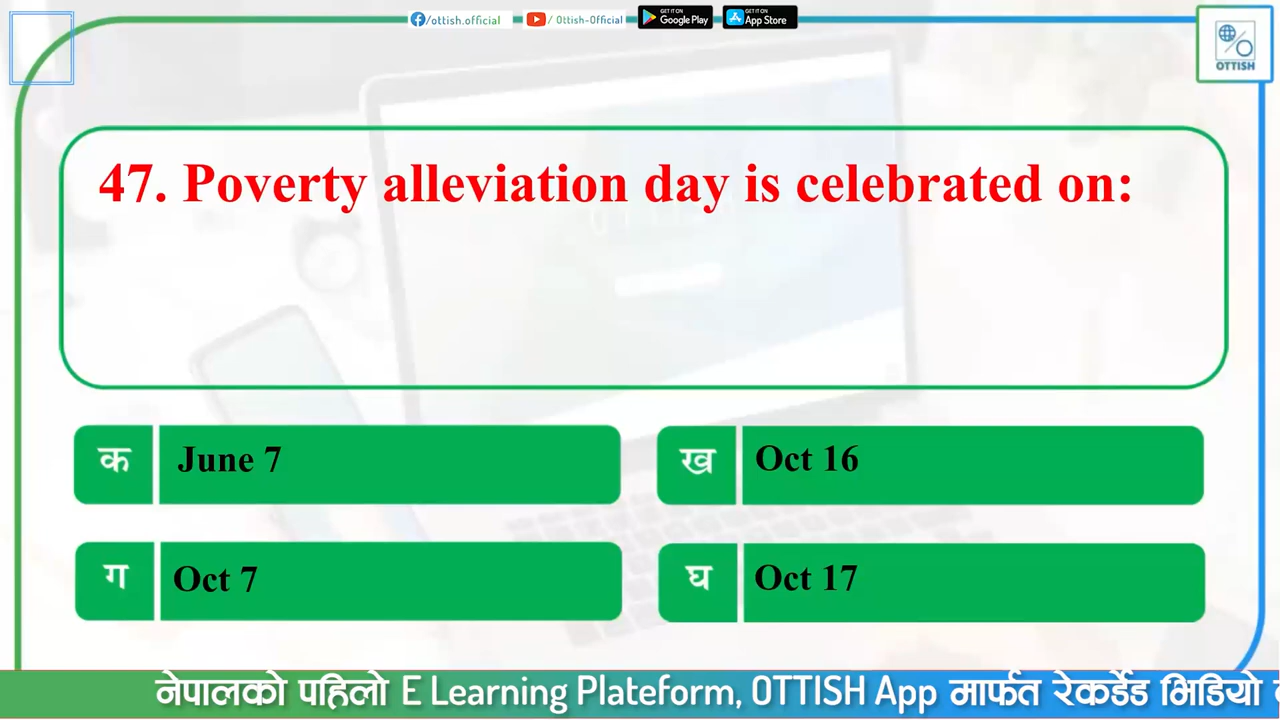 /ottish.official
/ Ottish-Official
GET IT ON
Google Play
GET IT ON
App Store
OTTISH
47. Poverty alleviation day is celebrated on:
क June 7
ख Oct 16
ग Oct 7
घ Oct 17
नेपालको पहिलो E Learning Plateform, OTTISH App मार्फत रेकर्डेड भिडियो